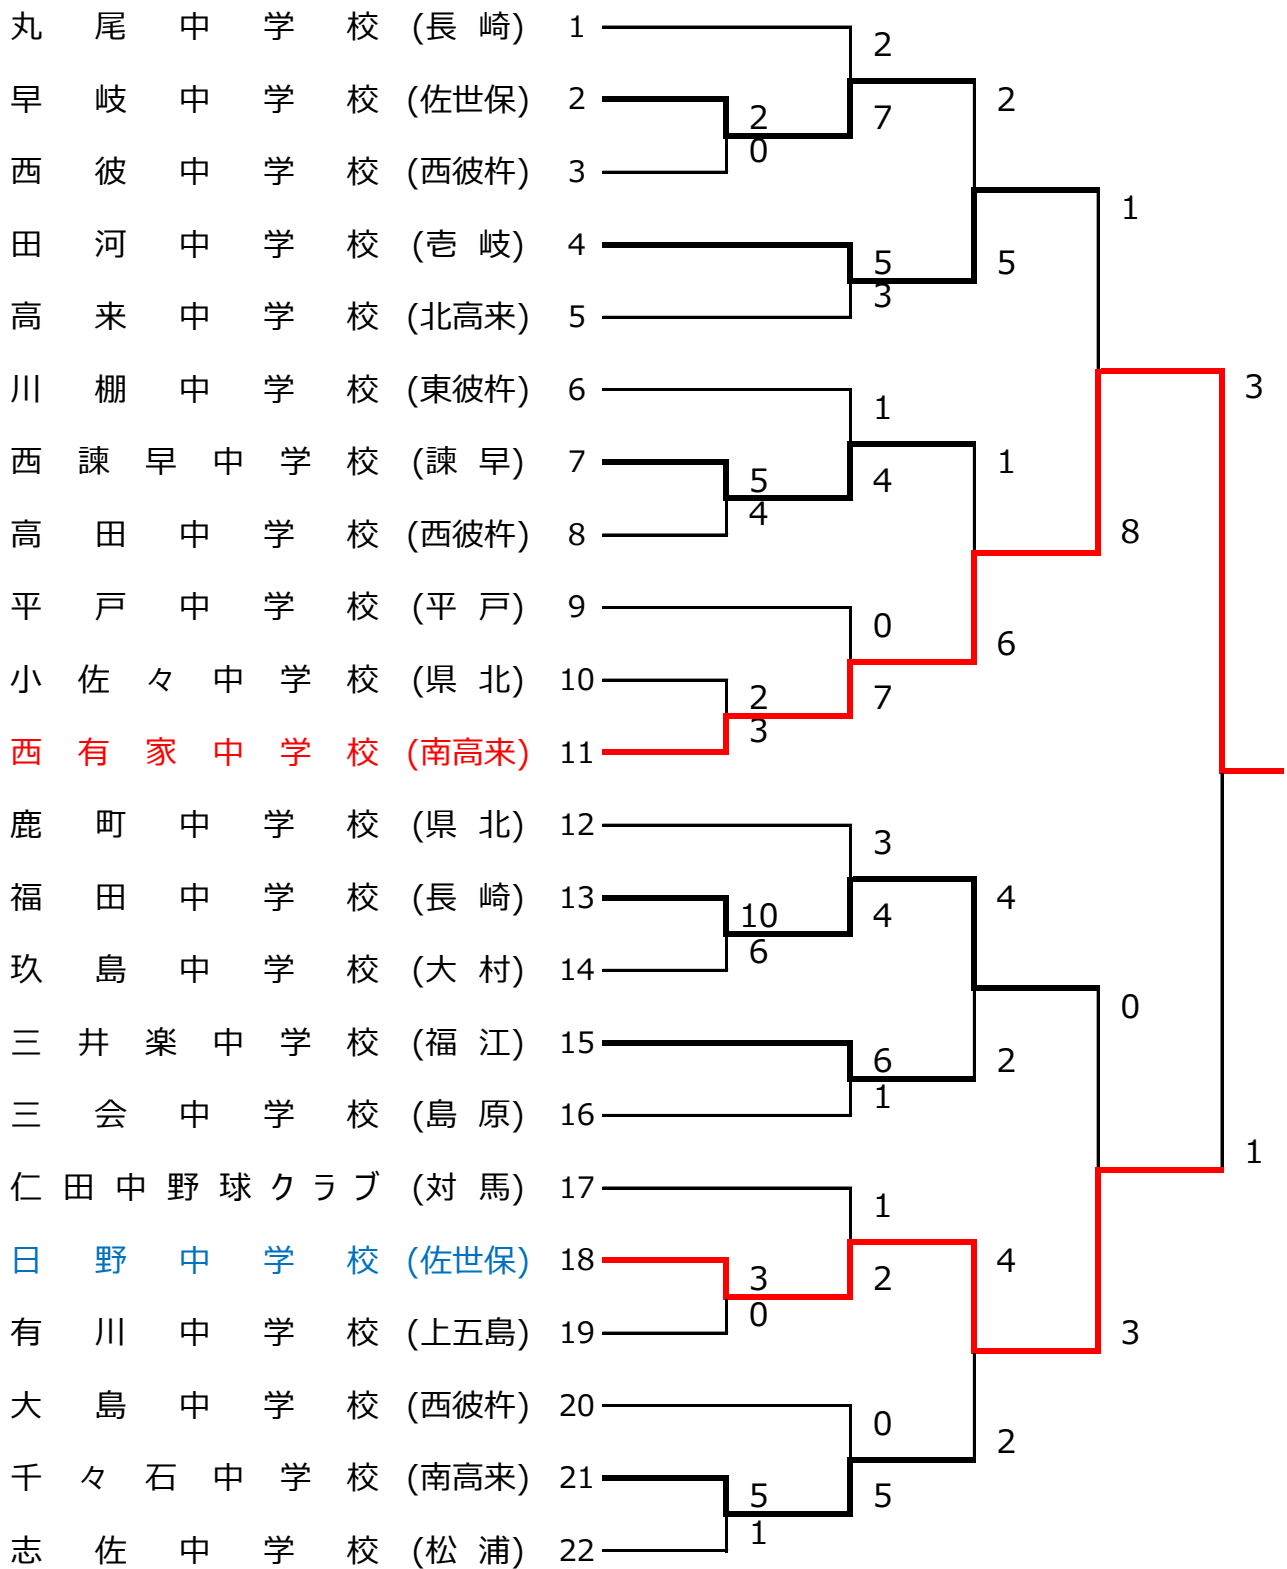 丸尾中学校 (長崎) 1
2
早岐中学校 (佐世保) 2
2
2
7
0
西彼中学校 (西彼杵) 3
1
田河中学校 (壱岐) 4
5
5
3
高来中学校 (北高来) 5
3
川棚中学校 (東彼杵) 6
1
西諫早中学校 (諫早) 7
1
5
4
4
高田中学校 (西彼杵) 8
8
平戸中学校 (平戸) 9
0
6
小佐々中学校 (県北) 10
2
7
3
西有家中学校 (南高来) 11
鹿町中学校 (県北) 12
3
福田中学校 (長崎) 13
4
10
4
6
玖島中学校 (大村) 14
0
三井楽中学校 (福江) 15
6
2
1
三会中学校 (島原) 16
1
仁田中野球クラブ (対馬) 17
1
日野中学校 (佐世保) 18
4
3
2
0
有川中学校 (上五島) 19
3
大島中学校 (西彼杵) 20
0
2
千々石中学校 (南高来) 21
5
5
1
志佐中学校 (松浦) 22